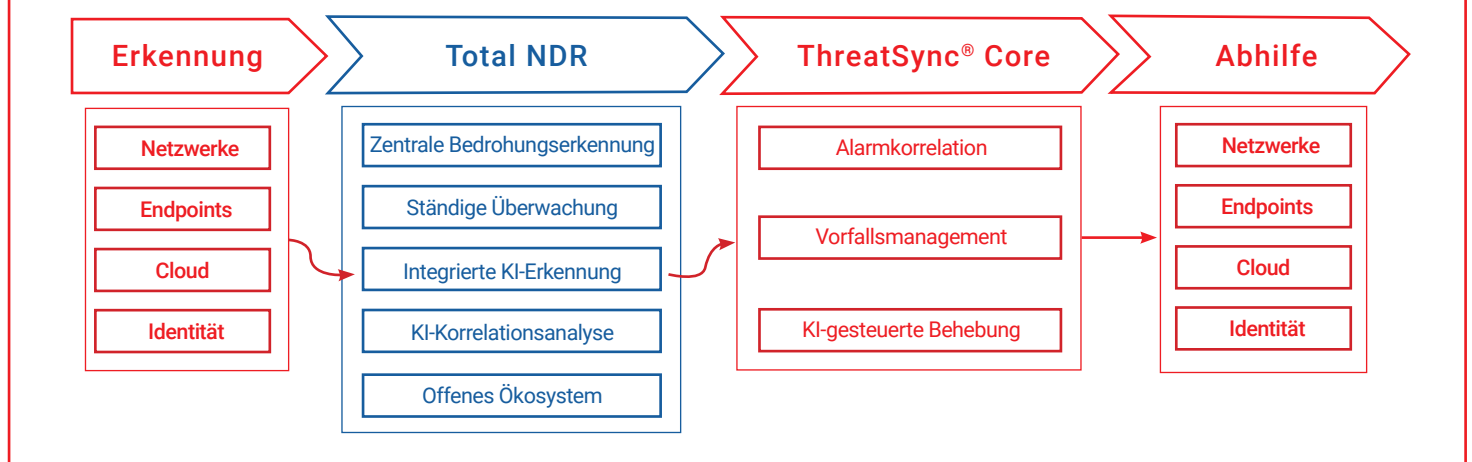 Erkennung
Total NDR
ThreatSync® Core
Abhilfe
Netzwerke
Endpoints
Cloud
Identität
Zentrale Bedrohungserkennung
Ständige Überwachung
Integrierte KI-Erkennung
KI-Korrelationsanalyse
Offenes Ökosystem
Alarmkorrelation
Vorfallsmanagement
KI-gesteuerte Behebung
Netzwerke
Endpoints
Cloud
Identität